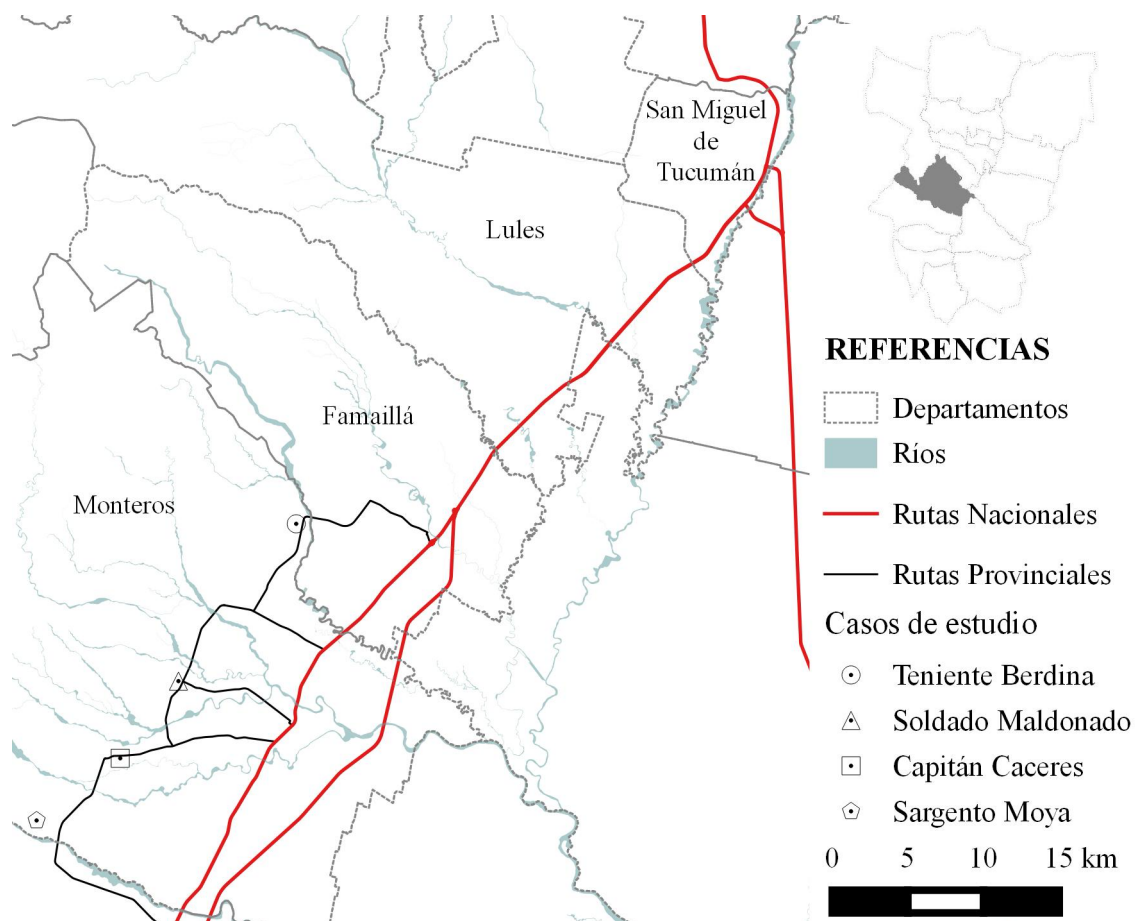 San Miguel
de
Tucumán
Lules
Famaillá
Monteros
REFERENCIAS
Departamentos
Ríos
Rutas Nacionales
Rutas Provinciales
Casos de estudio
Teniente Berdina
Soldado Maldonado
Capitán Caceres
Sargento Moya
0 5 10 15 km